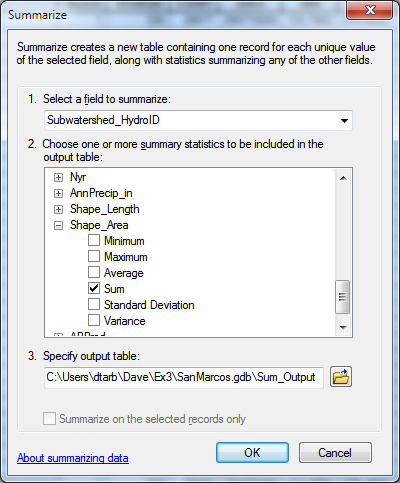 Summarize
Summarize creates a new table containing one record for each unique value
of the selected field, along with statistics summarizing any of the other fields.
1. Select a field to summarize:
Subwatershed_HydroID
2. Choose one or more summary statistics to be included in the
output table:
Nyr
AnnPrecip_in
Shape_Length
Shape_Area
Minimum
Maximum
Average
Sum
Standard Deviation
Variance
3. Specify output table:
C:\Users\dtarb\Dave\Ex3\SanMarcos.gdb\Sum_Output
Summarize on the selected records only
About summarizing data
OK
Cancel